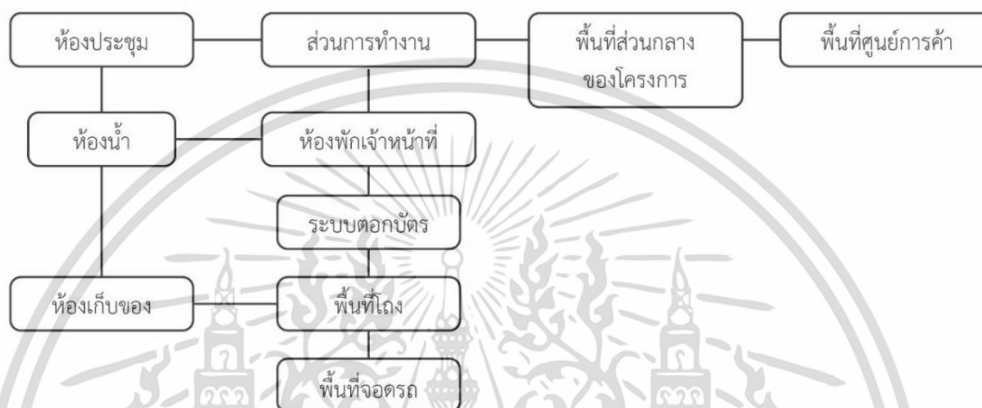 ห้องประชุม
ส่วนการทำงาน
พื้นที่ส่วนกลาง
ของโครงการ
พื้นที่ศูนย์การค้า
ห้องน้ำ
ห้องพักเจ้าหน้าที่
ระบบตอกบัตร
ห้องเก็บของ
พื้นที่โถง
พื้นที่จอดรถ